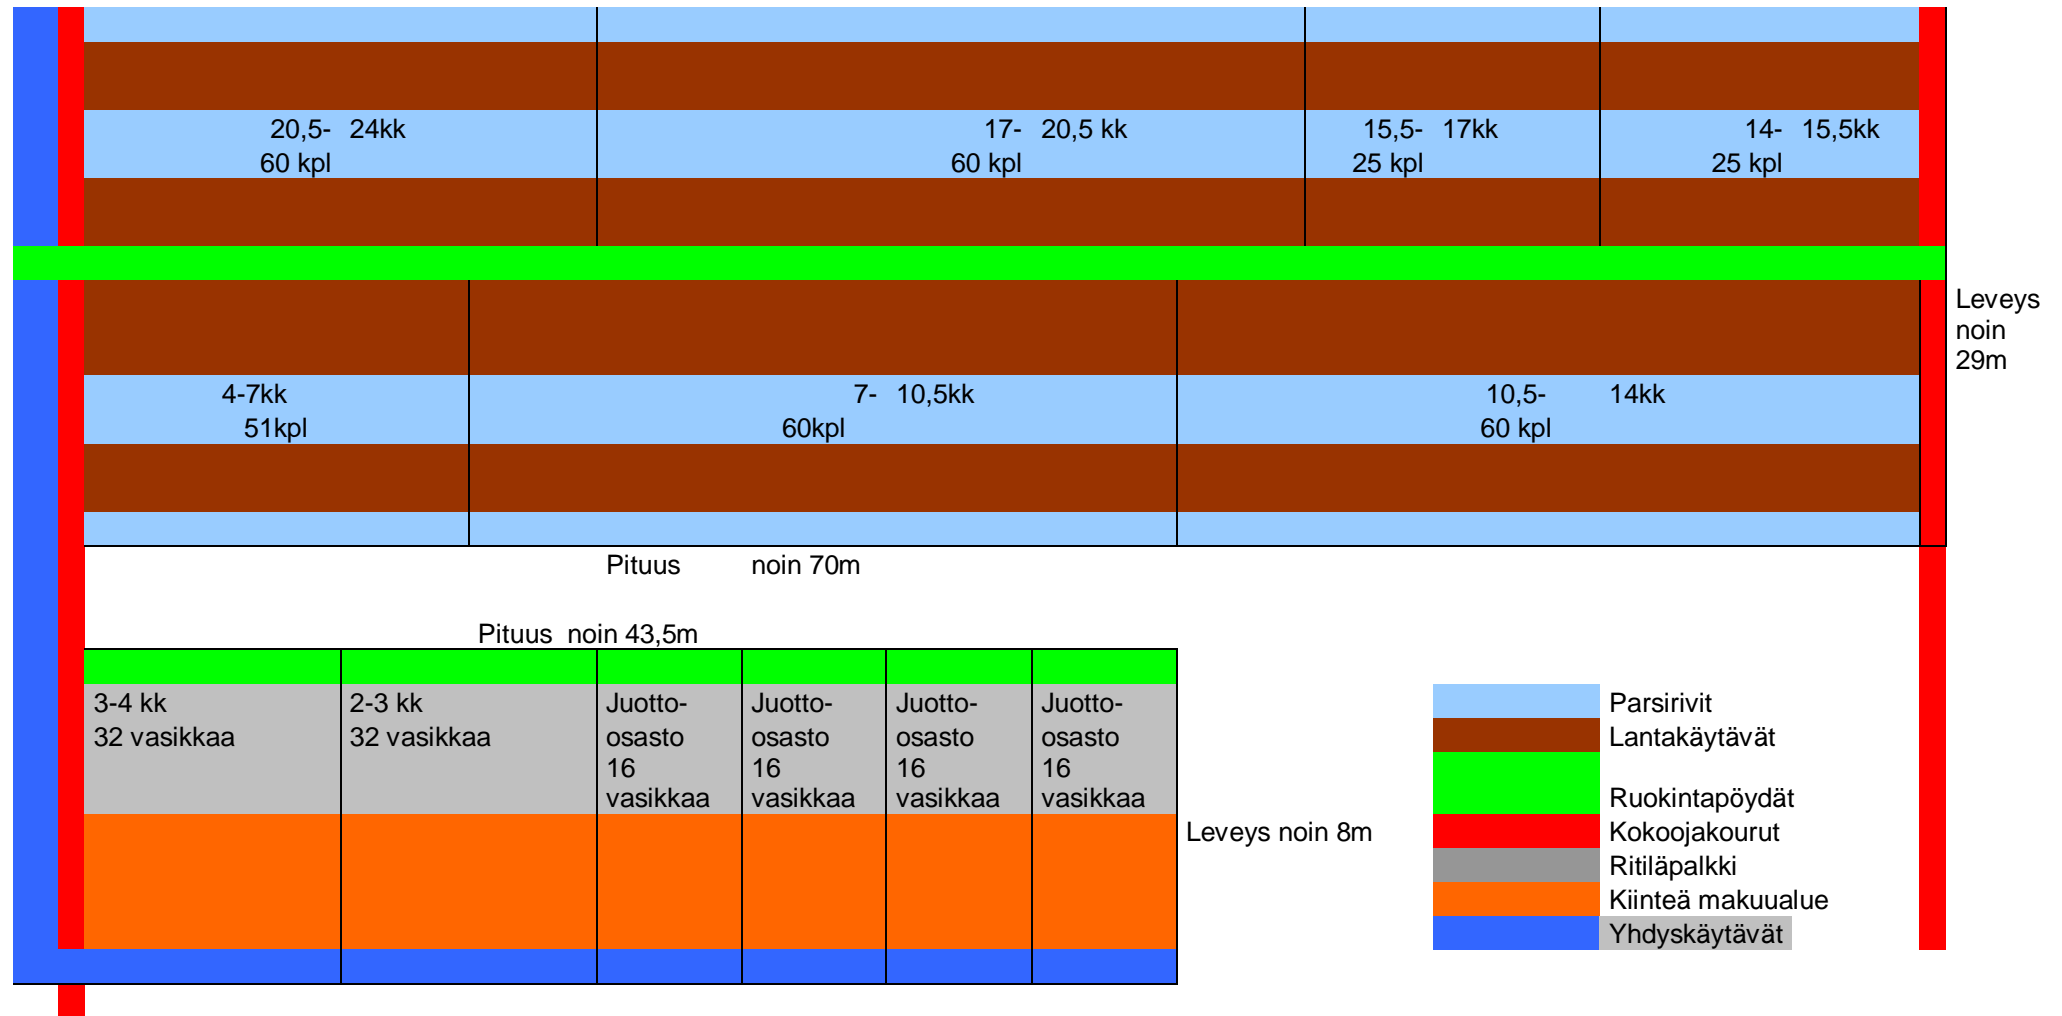 20,5- 24kk 17- 20,5 kk 15,5- 17kk 14- 15,5kk
60 kpl 60 kpl 25 kpl 25 kpl
Leveys
noin
29m
4-7kk 7- 10,5kk 10,5- 14kk
51kpl 60kpl 60 kpl
Pituus noin 70m
Pituus noin 43,5m
3-4 kk
32 vasikkaa
2-3 kk
32 vasikkaa
Juotto-
osasto
16
vasikkaa
Juotto-
osasto
16
vasikkaa
Juotto-
osasto
16
vasikkaa
Juotto-
osasto
16
vasikkaa
Leveys noin 8m
Parsirivit
Lantakäytävät
Ruokintapöydät
Kokoojakourut
Ritiläpalkki
Kiinteä makuualue
Yhdyskäytävät